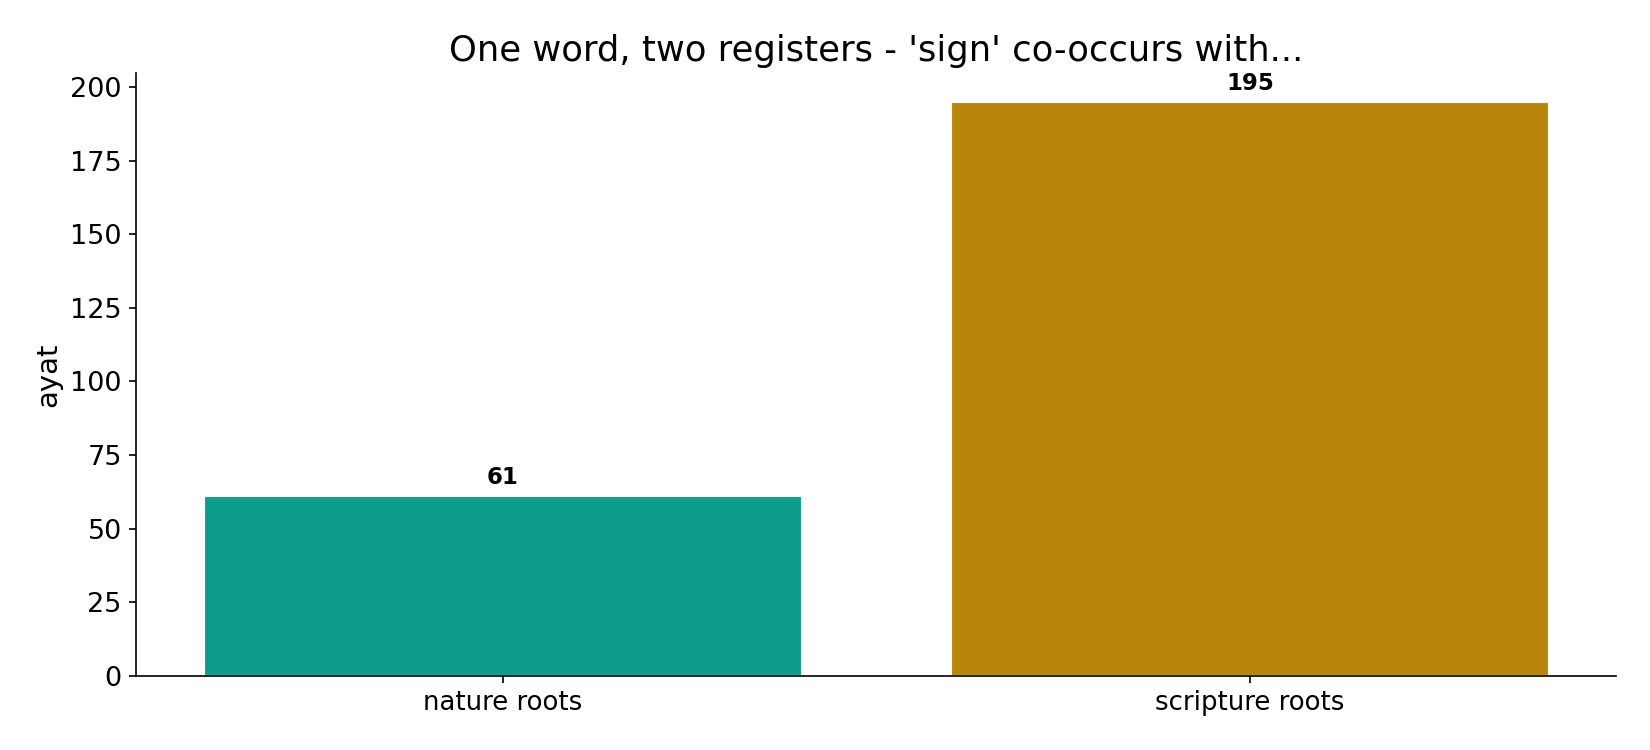 One word, two registers - 'sign' co-occurs with...
195
200
175
150
125
100
75
50
25
0
ayat
61
nature roots
scripture roots